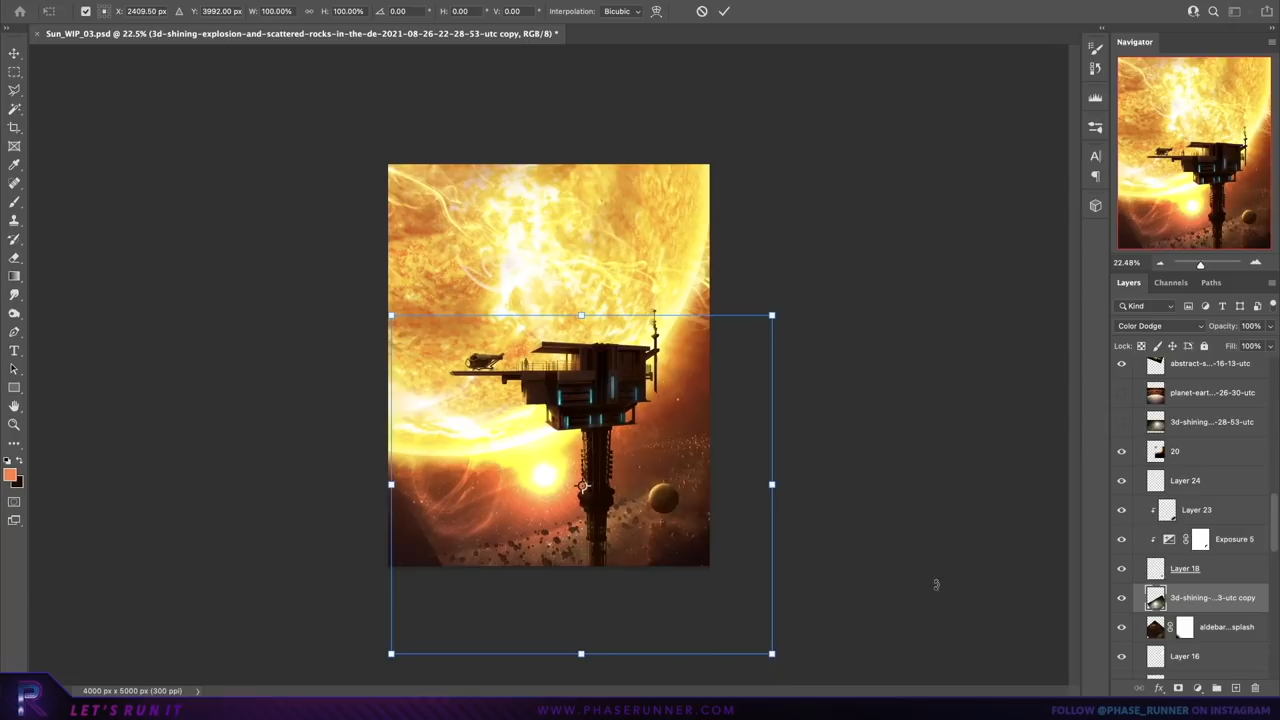 X: 2409.50 px Y: 3992.00 px W: 100.00% H: 100.00% 0.00 ° H: 0.00 ° V: 0.00 ° Interpolation: Bicubic
× Sun_WIP_03.psd @ 22.5% (3d-shining-explosion-and-scattered-rocks-in-the-de-2021-08-26-22-28-53-utc copy, RGB/8) *
Navigator
22.48%
Layers Channels Paths
Kind
Color Dodge Opacity: 100%
Lock: Fill: 100%
abstract-s...-16-13-utc
planet-eart...-26-30-utc
3d-shining...-28-53-utc
20
Layer 24
Layer 23
Exposure 5
Layer 18
3d-shining-...3-utc copy
aldebar...splash
Layer 16
4000 px x 5000 px (300 ppi)
LET'S RUN IT
WWW.PHASERUNNER.COM
FOLLOW @PHASE_RUNNER ON INSTAGRAM